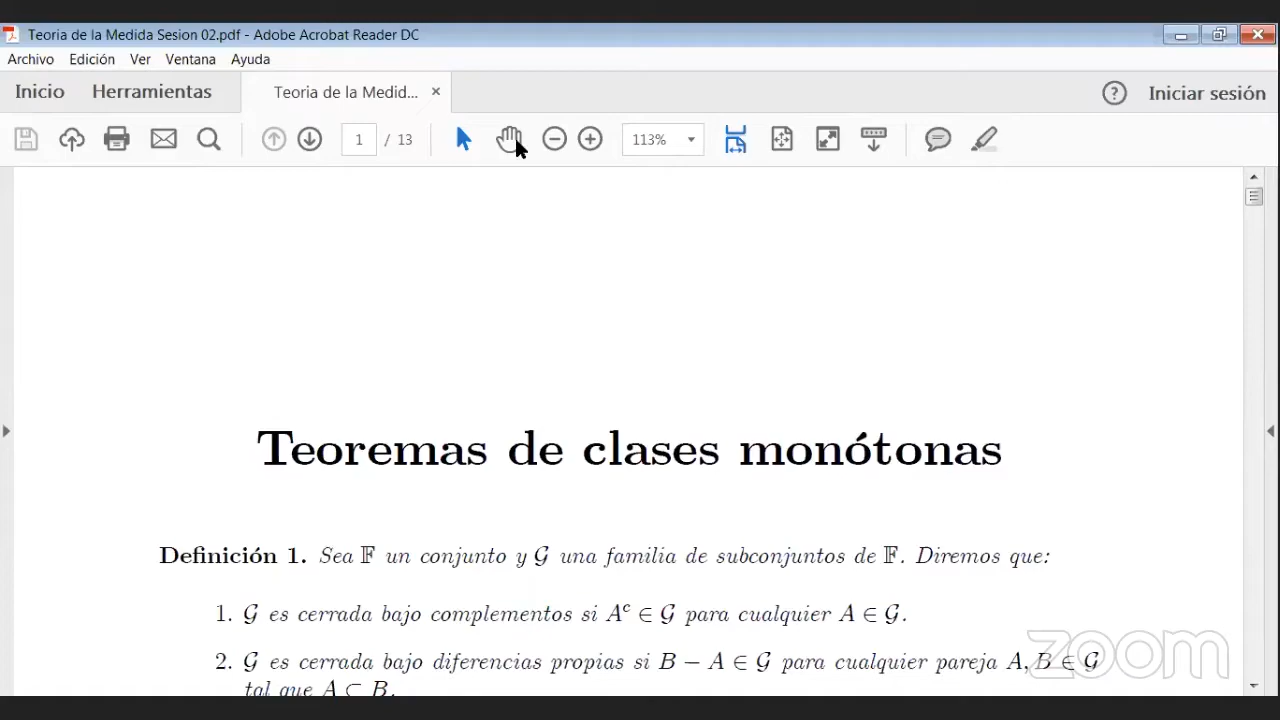 Teoria de la Medida Sesion 02.pdf - Adobe Acrobat Reader DC
Archivo Edición Ver Ventana Ayuda
Inicio Herramientas Teoria de la Medid... × ? Iniciar sesión
1 / 13 113%
Teoremas de clases monótonas
Definición 1. Sea 𝔽 un conjunto y 𝒢 una familia de subconjuntos de 𝔽. Diremos que:
1. 𝒢 es cerrada bajo complementos si Aᶜ ∈ 𝒢 para cualquier A ∈ 𝒢.
2. 𝒢 es cerrada bajo diferencias propias si B − A ∈ 𝒢 para cualquier pareja A, B ∈ 𝒢
tal que A ⊂ B.
zoom